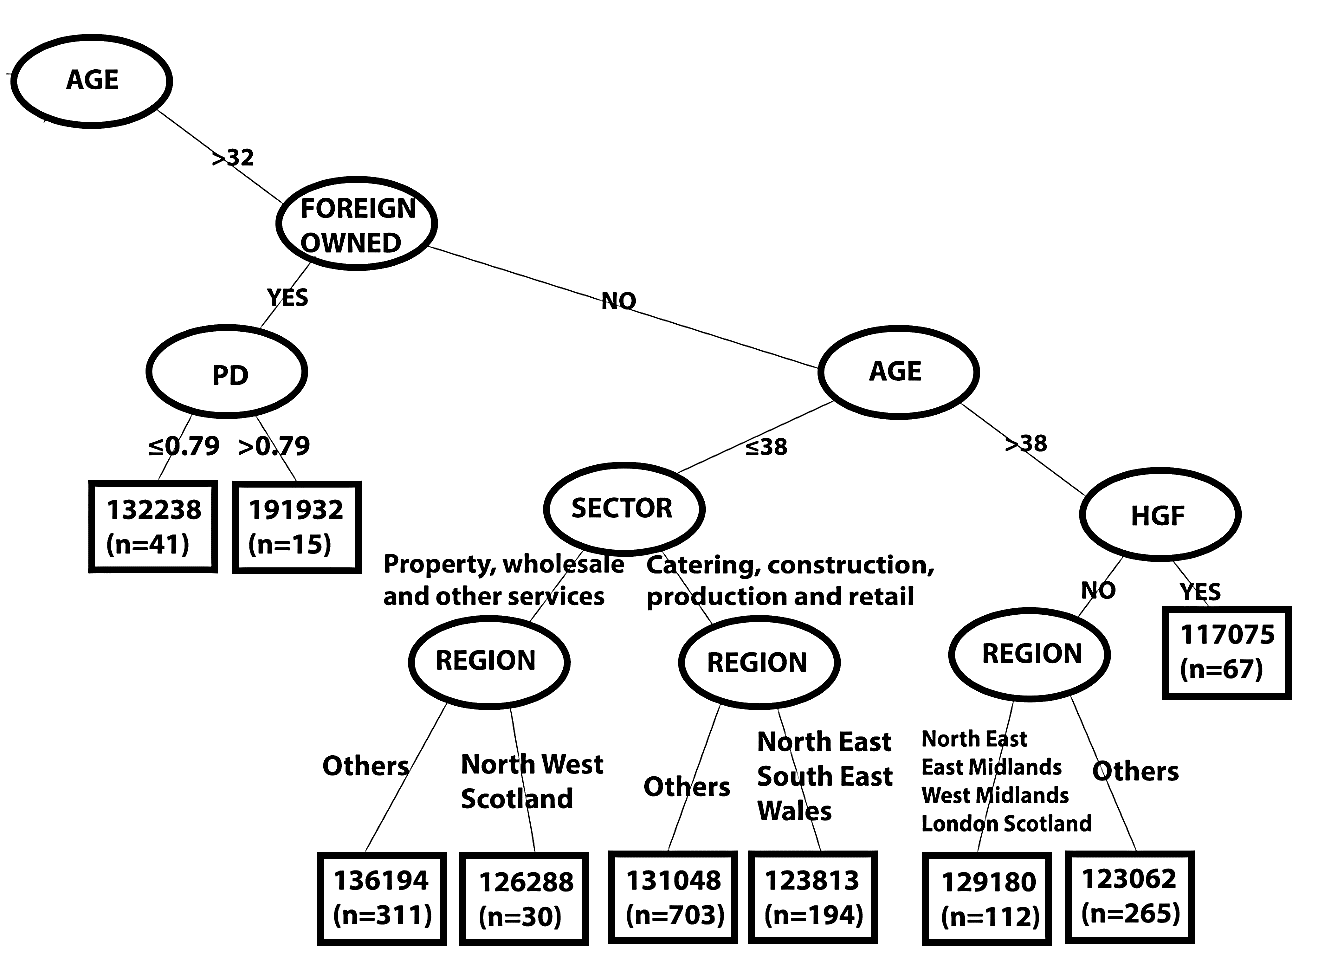 AGE
>32
FOREIGN
OWNED
YES
NO
PD
AGE
≤0.79
>0.79
≤38
>38
132238
(n=41)
191932
(n=15)
SECTOR
HGF
Property, wholesale
and other services
Catering, construction,
production and retail
NO
YES
REGION
REGION
REGION
117075
(n=67)
Others
North West
Scotland
Others
North East
South East
Wales
North East
East Midlands
West Midlands
London Scotland
Others
136194
(n=311)
126288
(n=30)
131048
(n=703)
123813
(n=194)
129180
(n=112)
123062
(n=265)